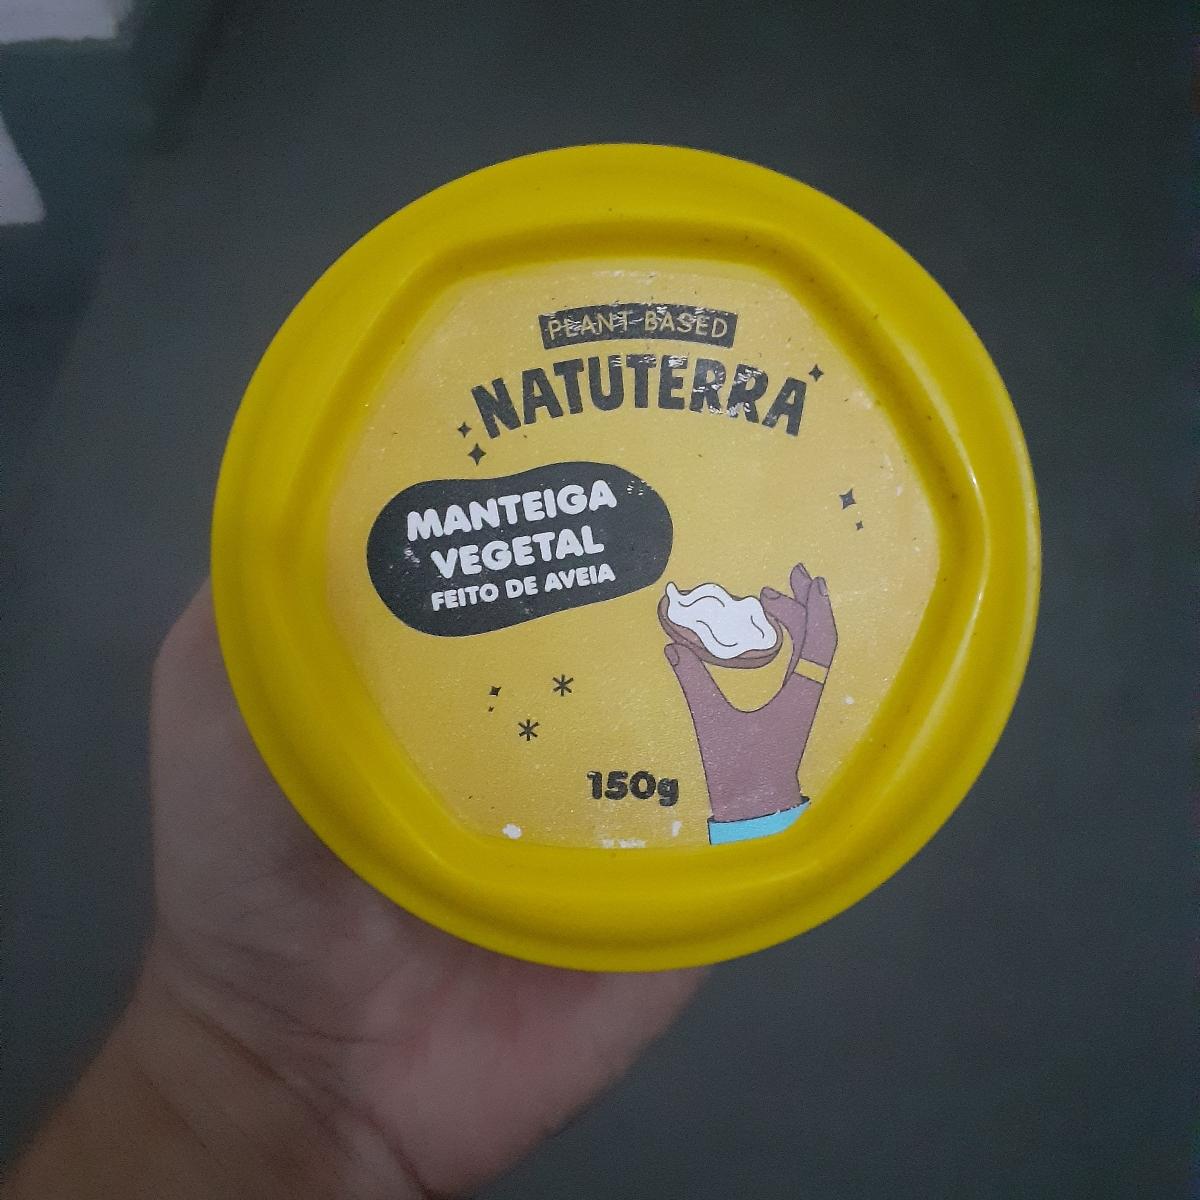 PLANT-BASED
NATUTERRA
MANTEIGA
VEGETAL
FEITO DE AVEIA
150g